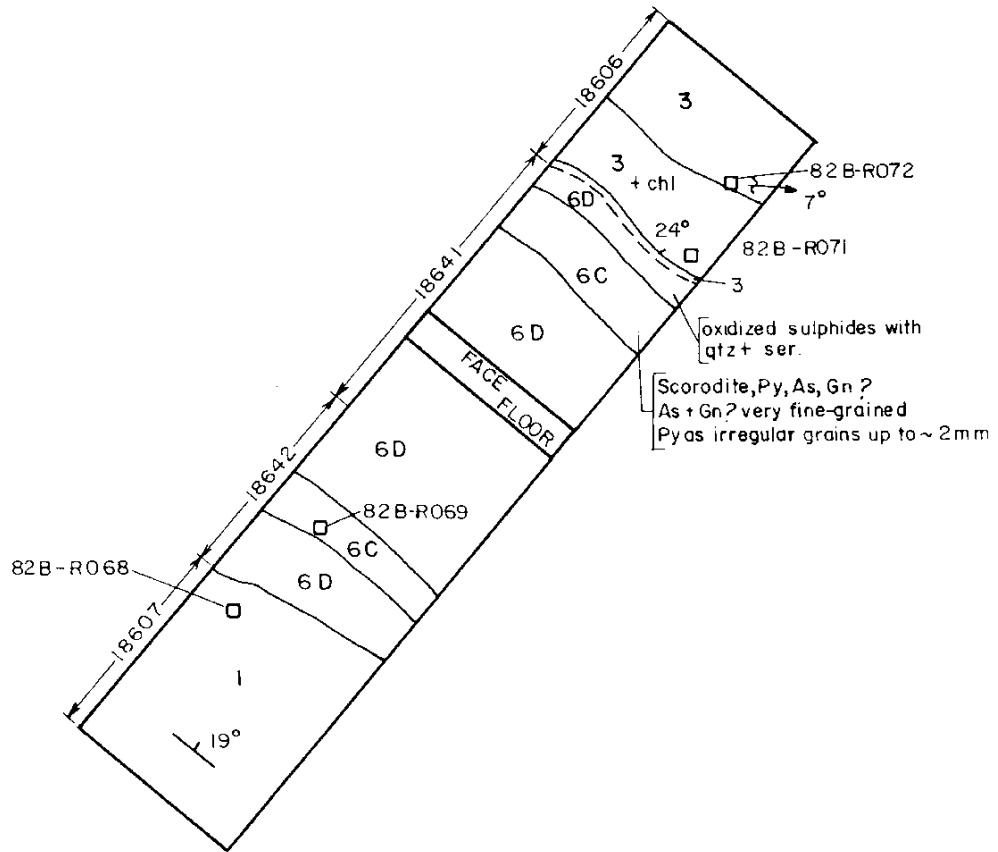 18606
3
3
+ chl
82B-R072
7°
6D
24°
82B-R071
18641
6C
3
oxidized sulphides with
qtz + ser.
6D
FACE
FLOOR
Scorodite, Py, As, Gn ?
As + Gn? very fine-grained
Py as irregular grains up to ~ 2mm
6D
18642
82B-R069
6C
82B-R068
6D
18607
1
19°